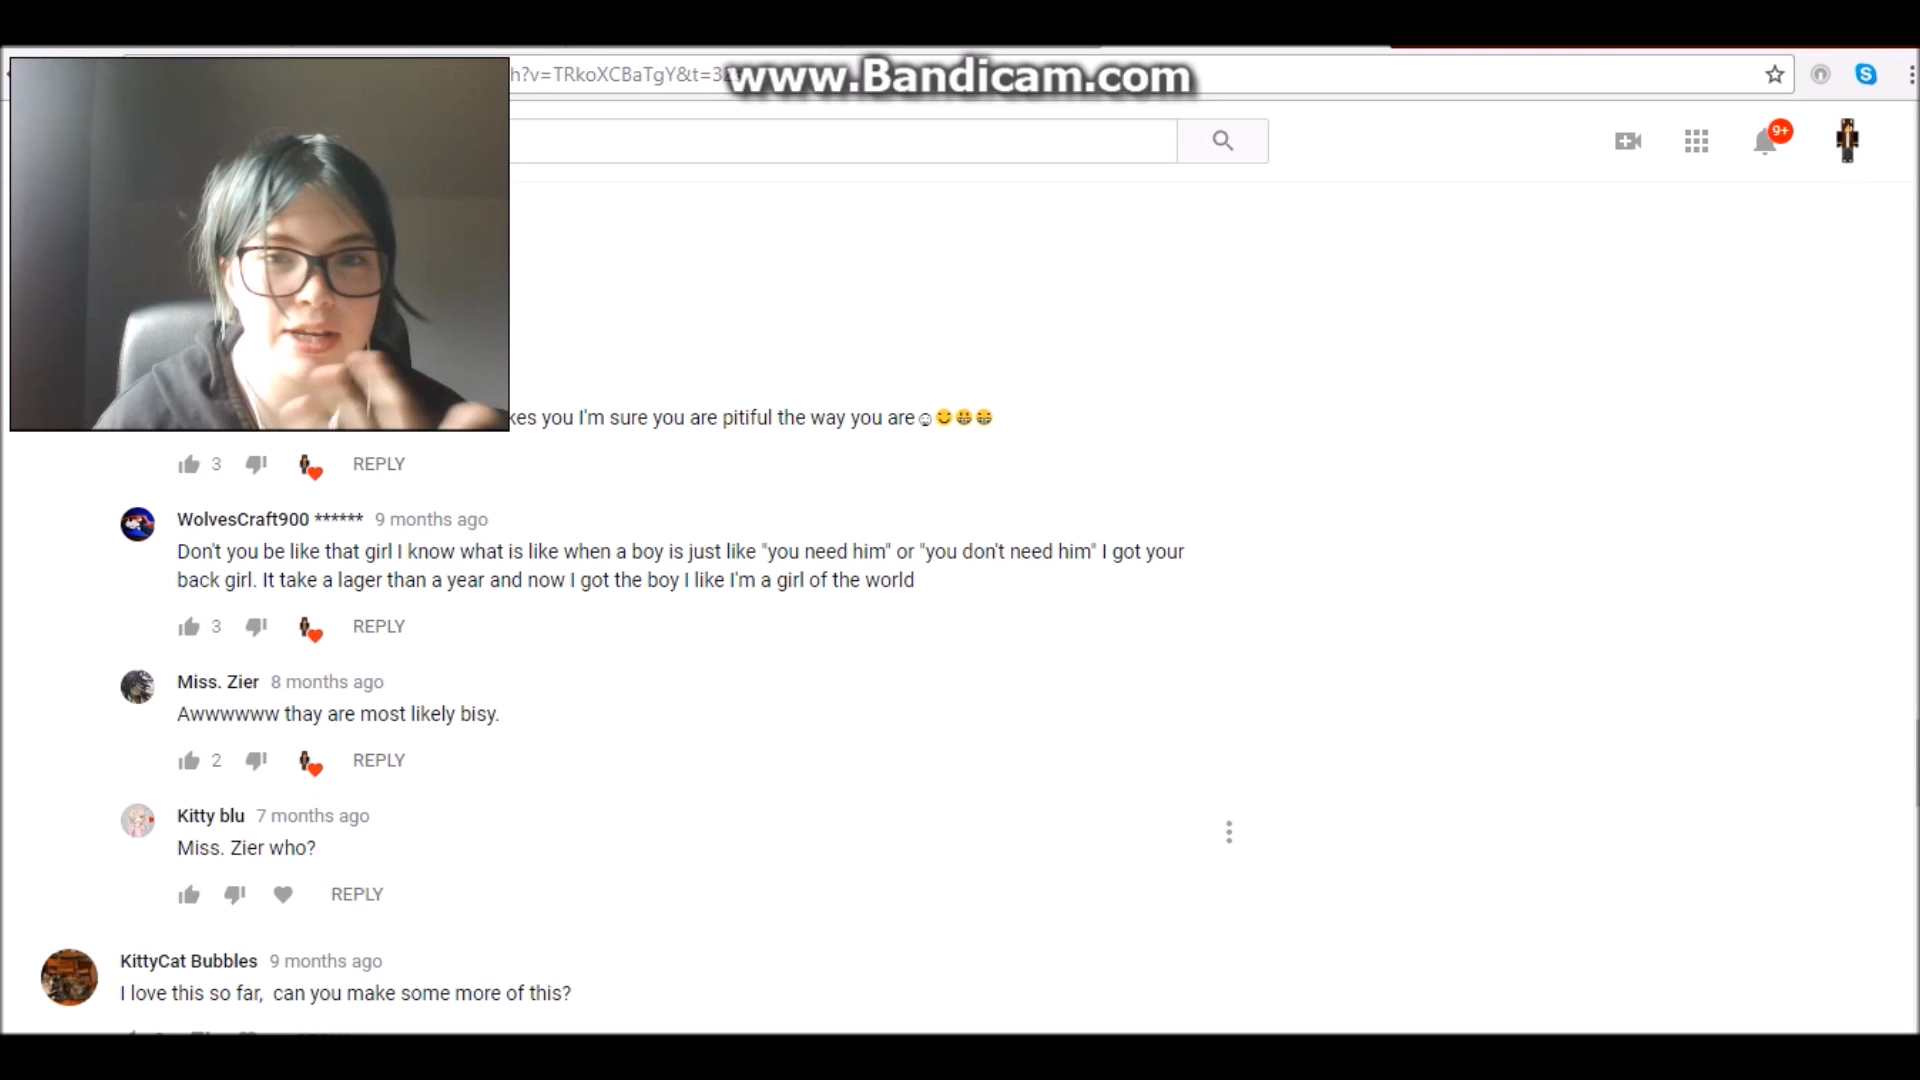 h?v=TRkoXCBaTgY&t=3
www.Bandicam.com
9+
kes you I'm sure you are pitiful the way you are☺😊😁😁
3 REPLY
WolvesCraft900 ****** 9 months ago
Don't you be like that girl I know what is like when a boy is just like "you need him" or "you don't need him" I got your
back girl. It take a lager than a year and now I got the boy I like I'm a girl of the world
3 REPLY
Miss. Zier 8 months ago
Awwwwww thay are most likely bisy.
2 REPLY
Kitty blu 7 months ago
Miss. Zier who?
REPLY
KittyCat Bubbles 9 months ago
I love this so far,  can you make some more of this?